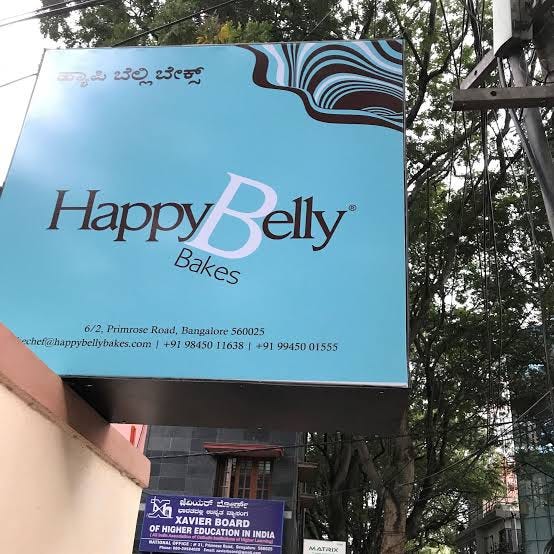 ಹ್ಯಾಪಿ ಬೆಲ್ಲಿ ಬೇಕ್ಸ್
HappyBelly®
Bakes
6/2, Primrose Road, Bangalore 560025
chef@happybellybakes.com | +91 98450 11638 | +91 99450 01555
XAVIER BOARD
OF HIGHER EDUCATION IN INDIA
MATRIX